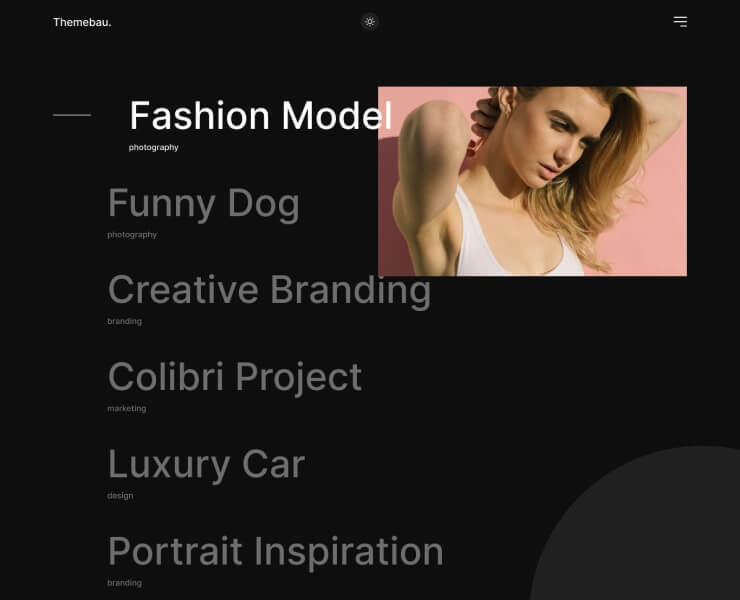 Themebau.
Fashion Model
photography
Funny Dog
photography
Creative Branding
branding
Colibri Project
marketing
Luxury Car
design
Portrait Inspiration
branding